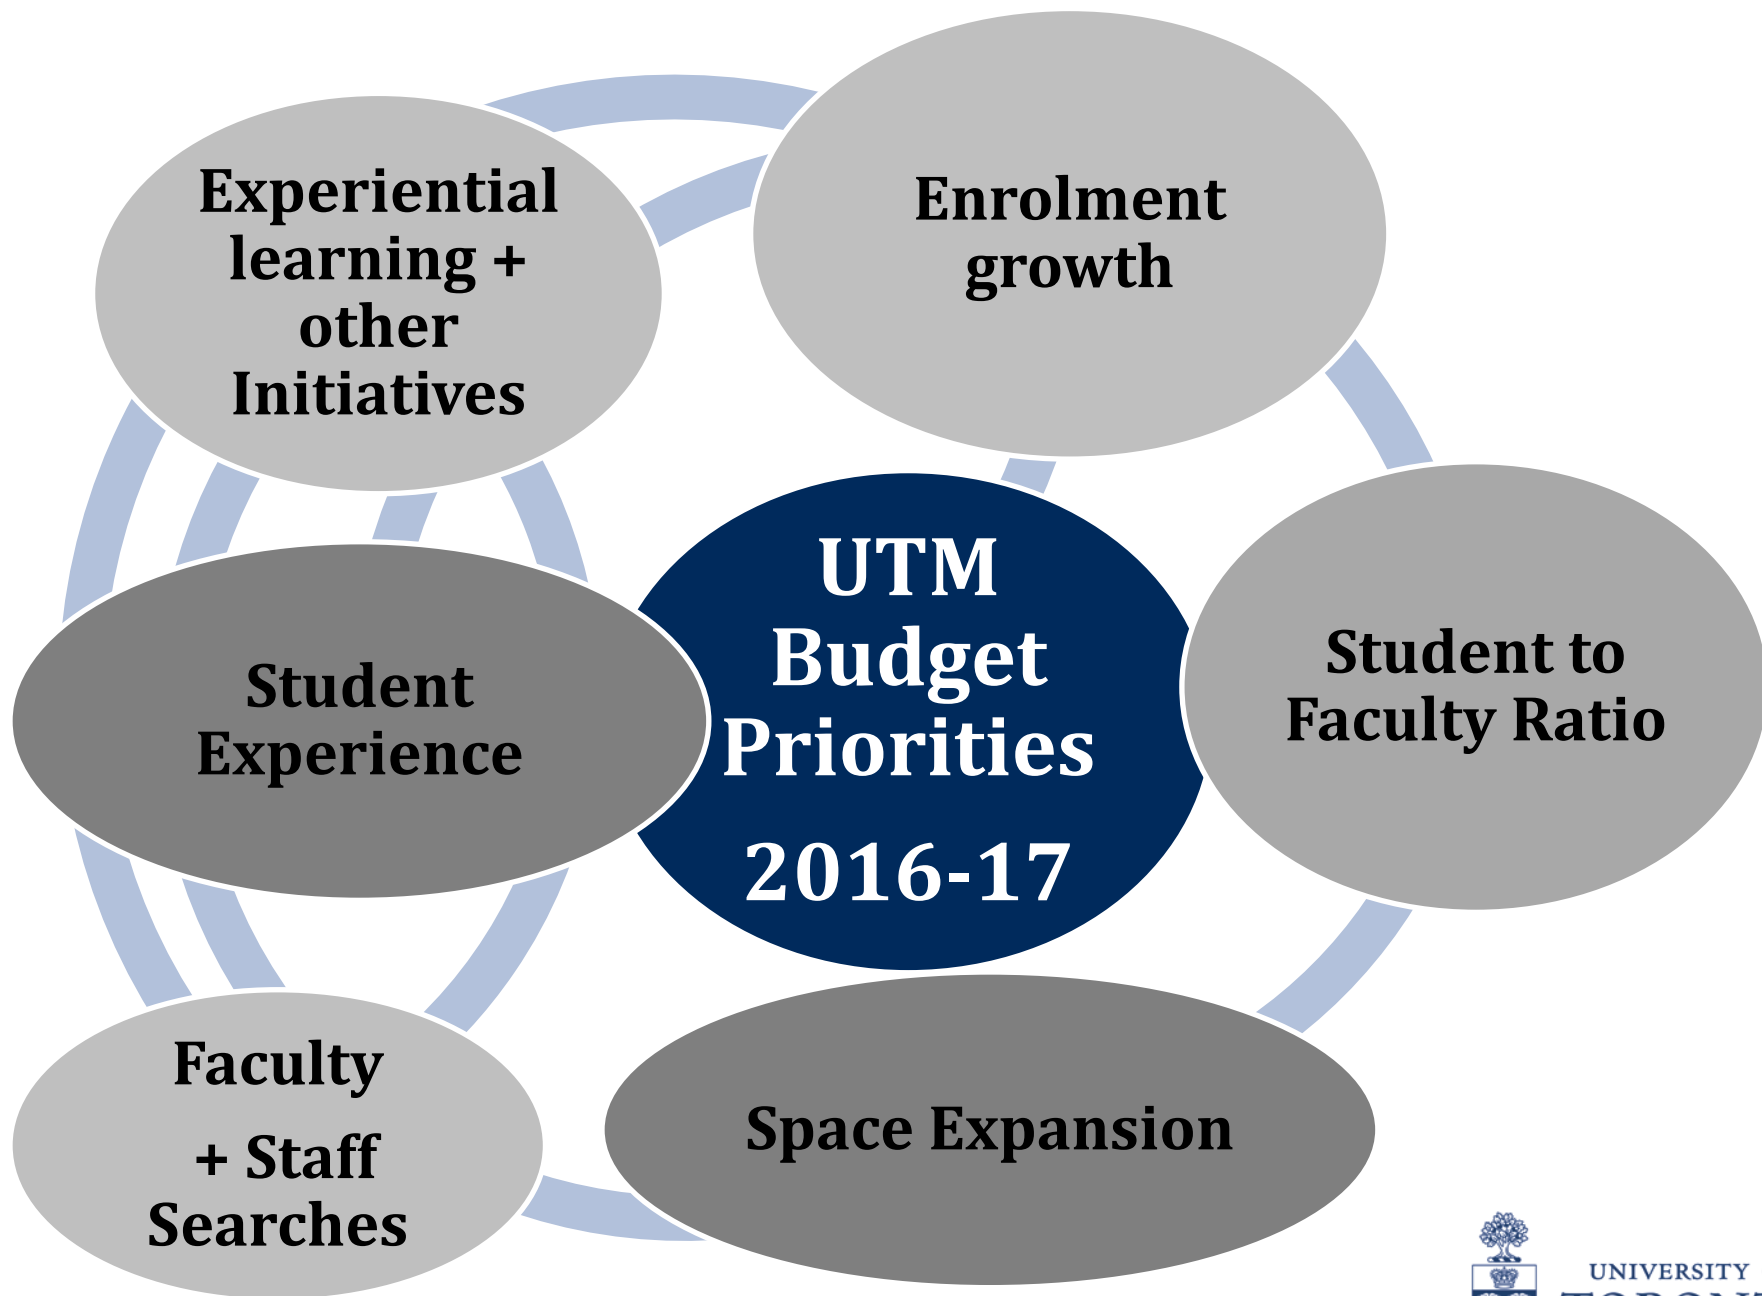 Experiential
learning +
other
Initiatives
Enrolment
growth
UTM
Budget
Priorities
2016-17
Student to
Faculty Ratio
Student
Experience
Faculty
+ Staff
Searches
Space Expansion
UNIVERSITY